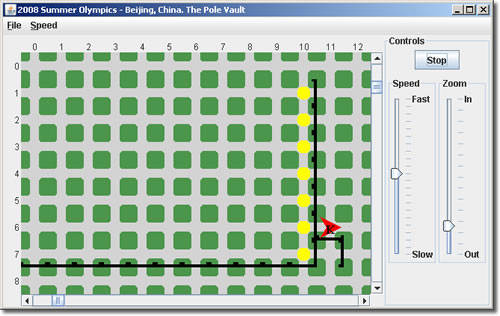 2008 Summer Olympics - Beijing, China. The Pole Vault
File Speed
Controls
Stop
Speed Zoom
Fast In
Slow Out
0 1 2 3 4 5 6 7 8 9 10 11 12
0
1
2
3
4
5
6
7
8
K